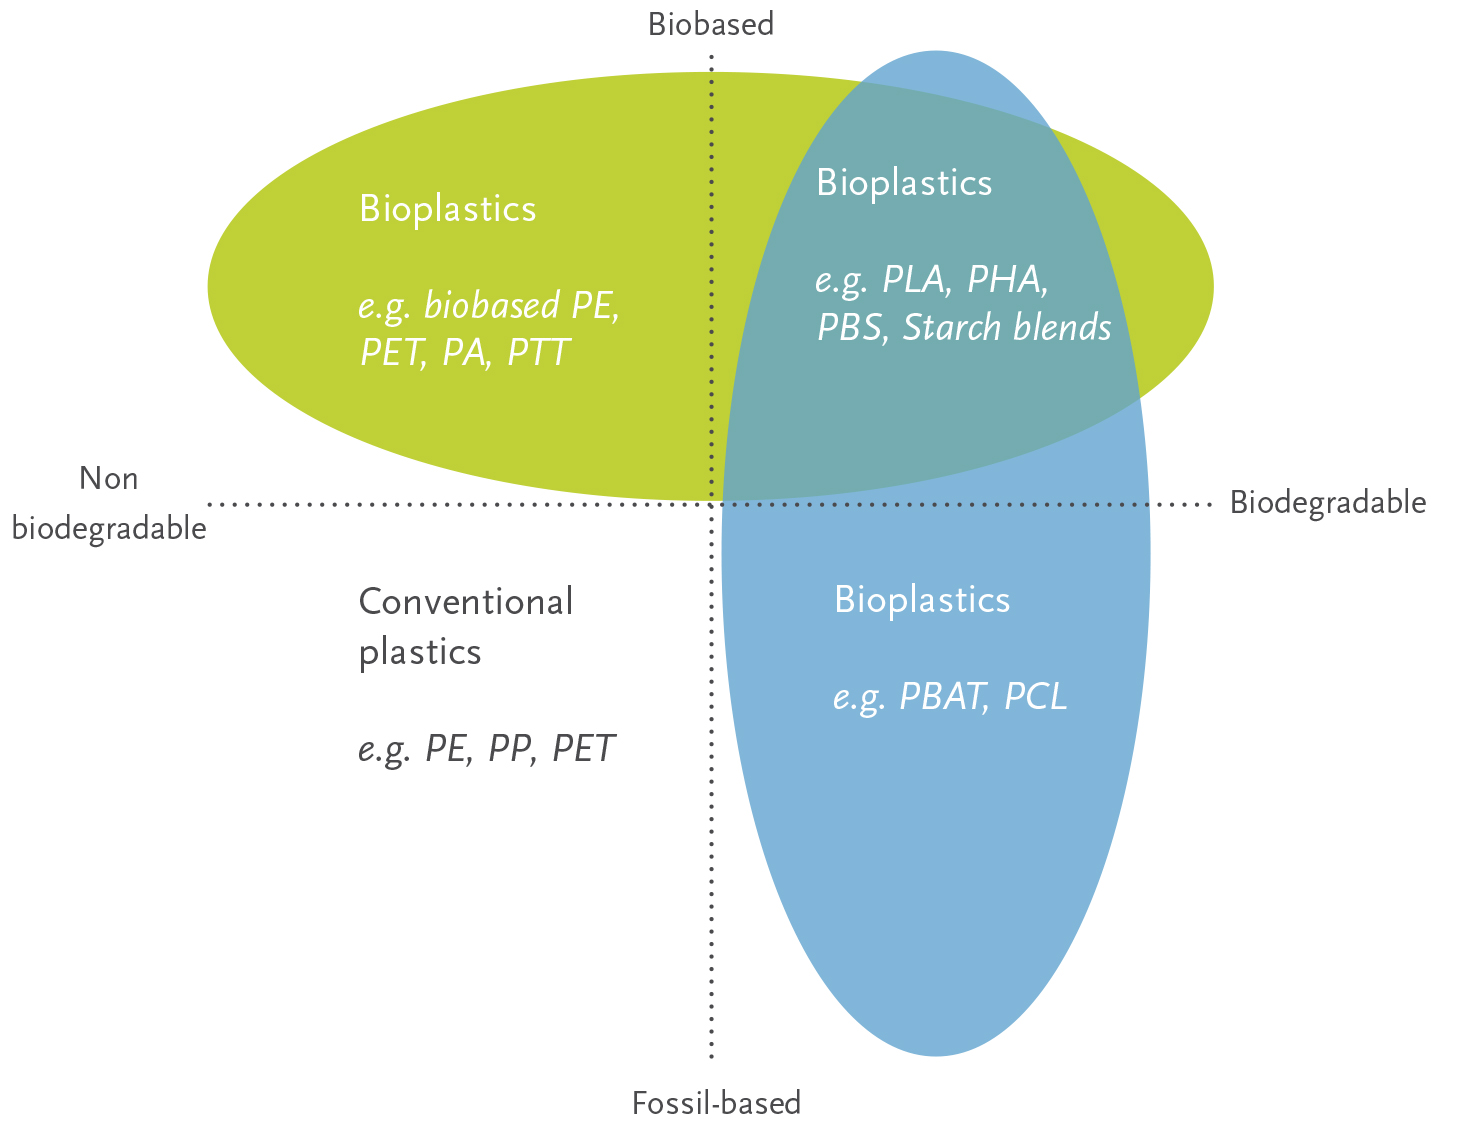 Biobased
Bioplastics
e.g. biobased PE,
PET, PA, PTT
Bioplastics
e.g. PLA, PHA,
PBS, Starch blends
Non
biodegradable
Biodegradable
Conventional
plastics
e.g. PE, PP, PET
Bioplastics
e.g. PBAT, PCL
Fossil-based